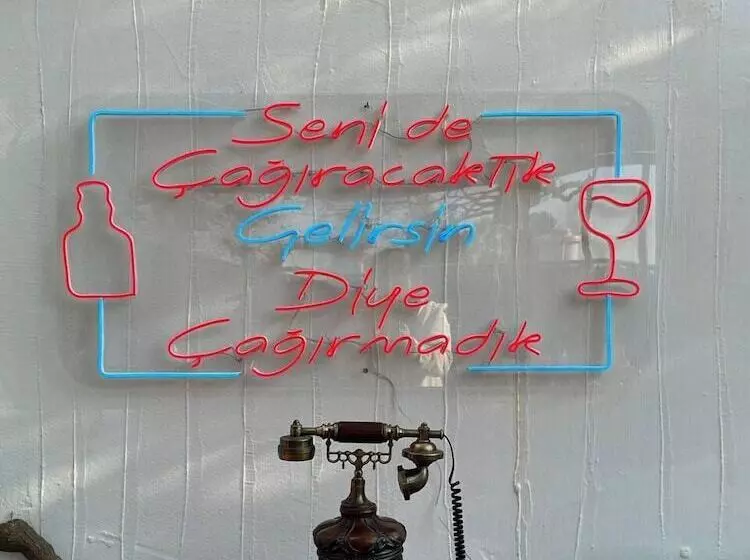 Seni de
Çağıracaktık
Gelirsin
Diye
Çağırmadık